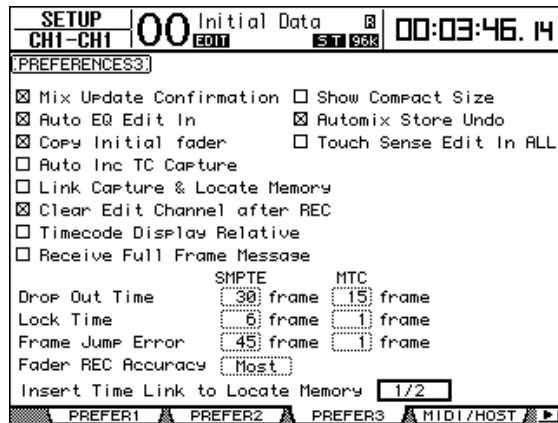 SETUP
CH1-CH1
00 Initial Data R
EDIT ST 96k
00:03:46. 14
PREFERENCES3
Mix Update Confirmation Show Compact Size
Auto EQ Edit In Automix Store Undo
Copy Initial fader Touch Sense Edit In ALL
Auto Inc TC Capture
Link Capture & Locate Memory
Clear Edit Channel after REC
Timecode Display Relative
Receive Full Frame Message
SMPTE MTC
Drop Out Time 30 frame 15 frame
Lock Time 6 frame 1 frame
Frame Jump Error 45 frame 1 frame
Fader REC Accuracy Most
Insert Time Link to Locate Memory 1/2
PREFER1 PREFER2 PREFER3 MIDI/HOST